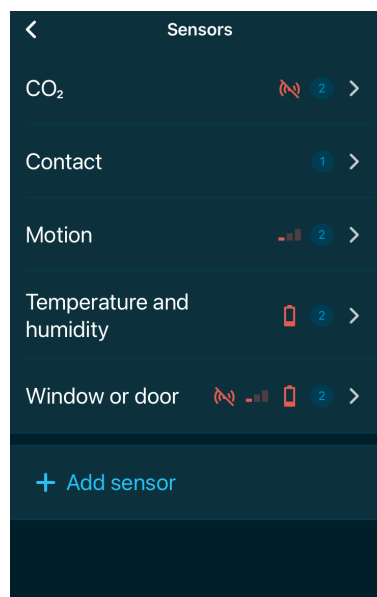 Sensors
CO₂
2
Contact
1
Motion
2
Temperature and
humidity
2
Window or door
2
+ Add sensor